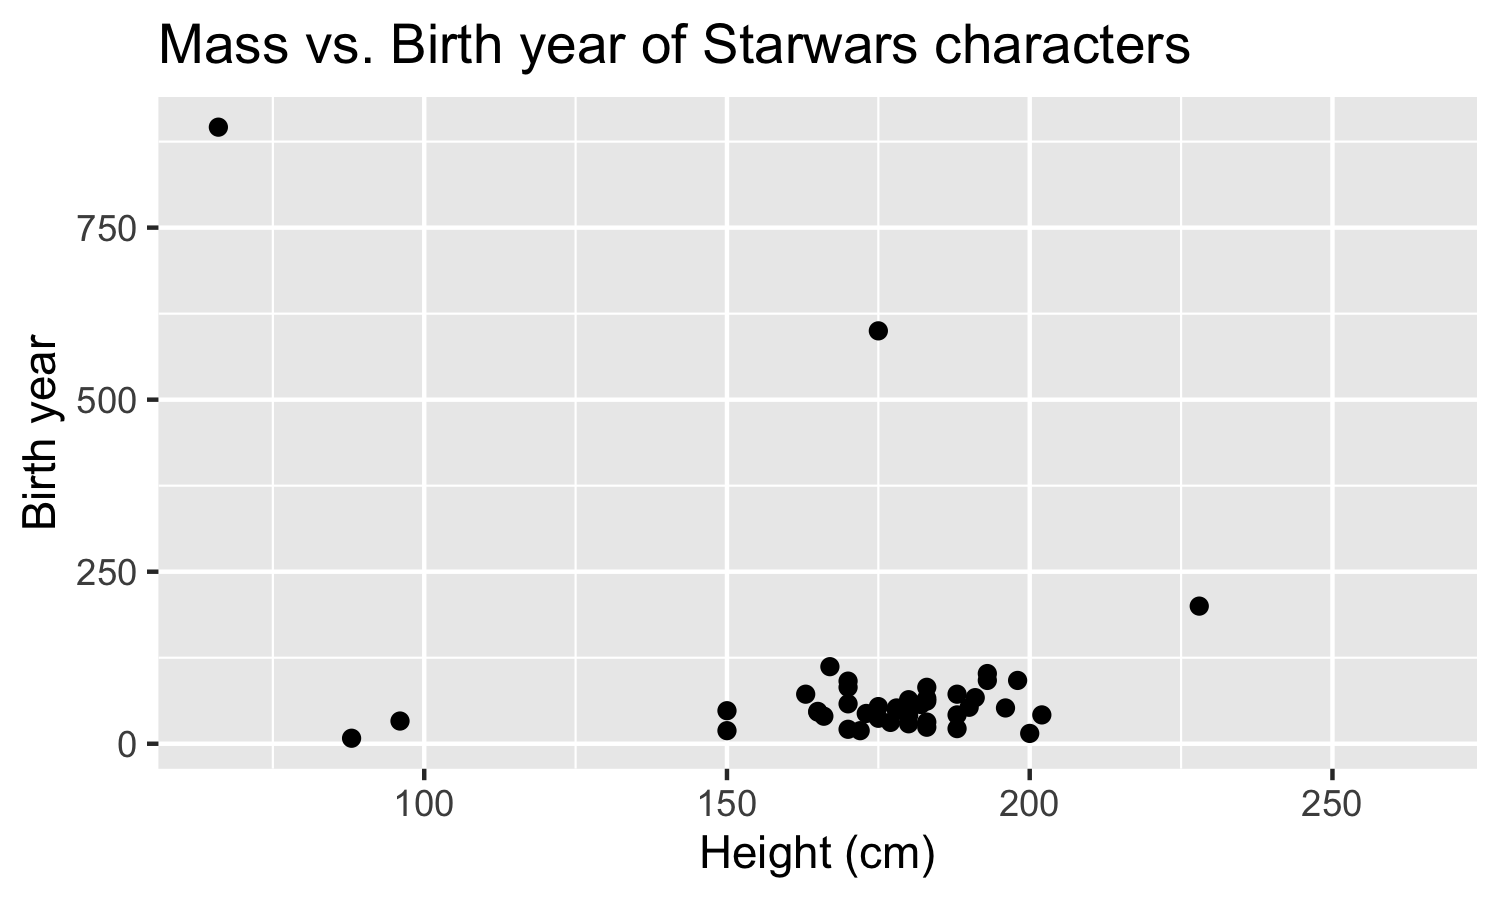 Mass vs. Birth year of Starwars characters
Birth year
750
500
250
0
100 150 200 250
Height (cm)